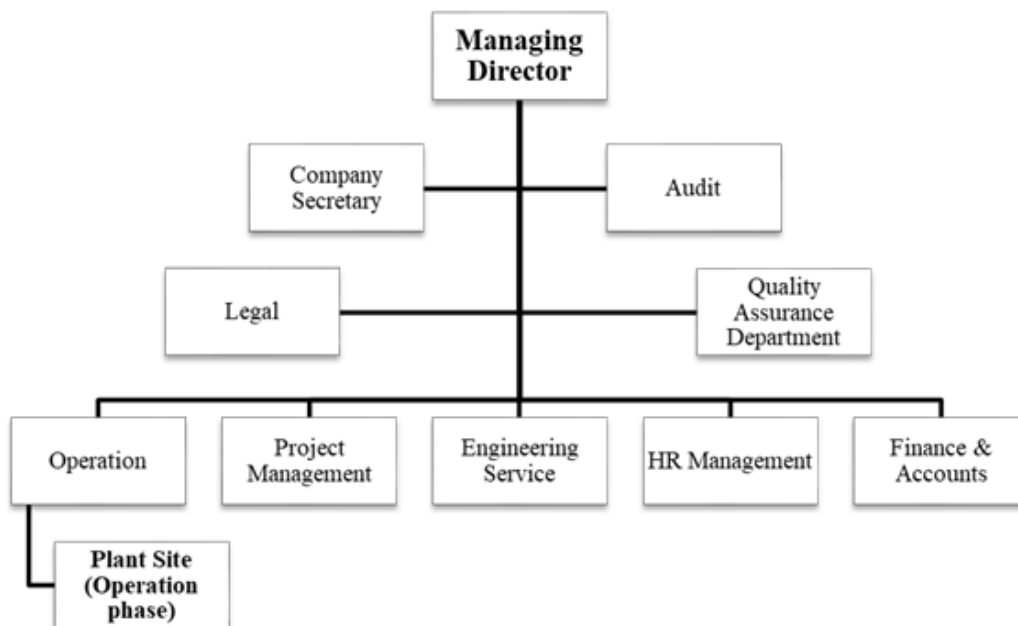 Managing
Director
Company
Secretary
Audit
Legal
Quality
Assurance
Department
Operation
Project
Management
Engineering
Service
HR Management
Finance &
Accounts
Plant Site
(Operation
phase)